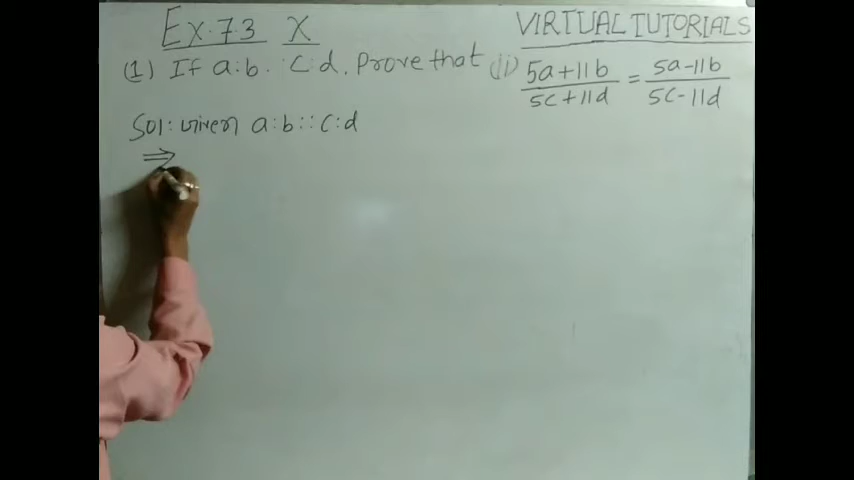 Ex. 7.3 X
VIRTUAL TUTORIALS
(1) If a:b. :c:d. Prove that (ii) 5a+11b/5c+11d = 5a-11b/5c-11d
Sol: Given a:b::c:d
⇒